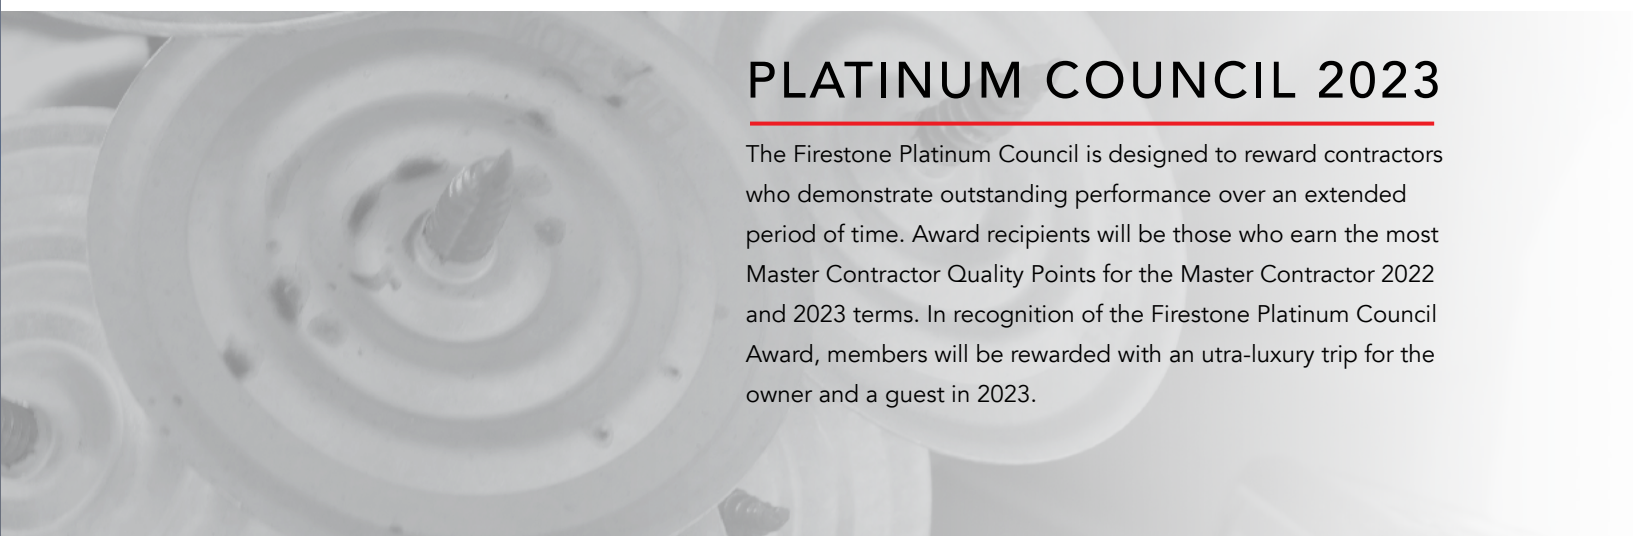 PLATINUM COUNCIL 2023
The Firestone Platinum Council is designed to reward contractors
who demonstrate outstanding performance over an extended
period of time. Award recipients will be those who earn the most
Master Contractor Quality Points for the Master Contractor 2022
and 2023 terms. In recognition of the Firestone Platinum Council
Award, members will be rewarded with an utra-luxury trip for the
owner and a guest in 2023.